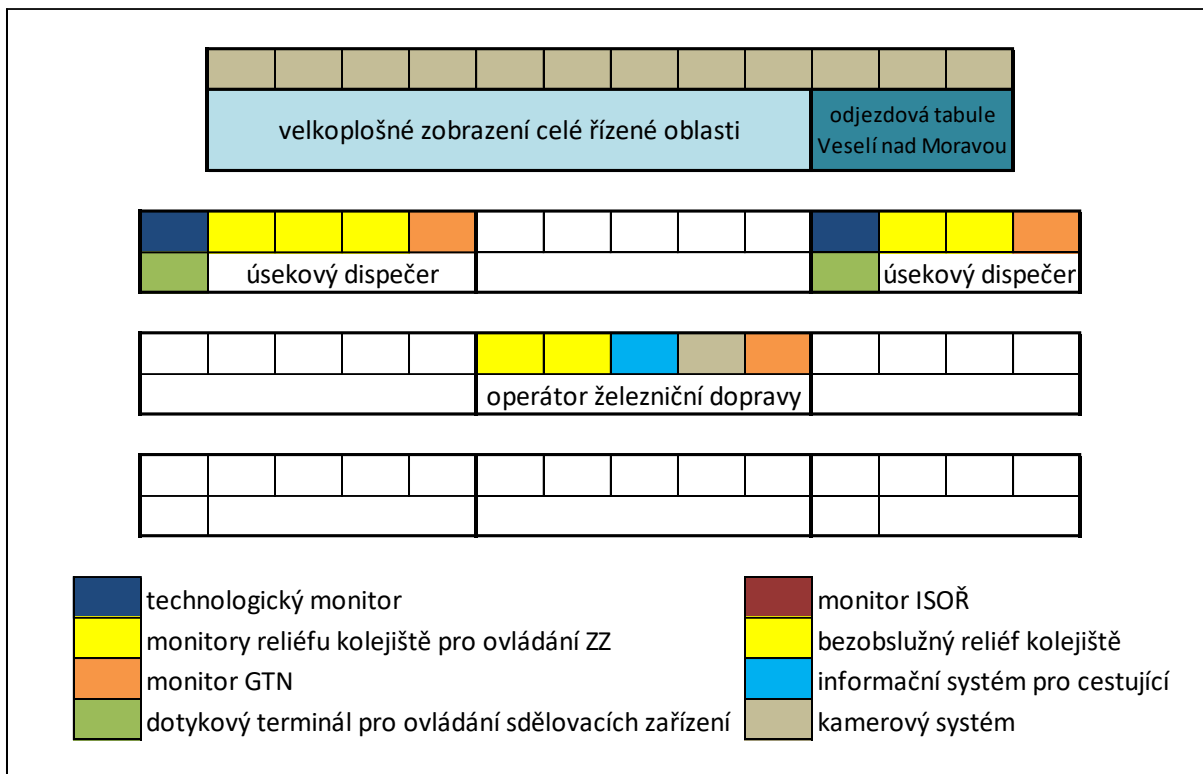 velkoplošné zobrazení celé řízené oblasti
odjezdová tabule
Veselí nad Moravou
úsekový dispečer
úsekový dispečer
operátor železniční dopravy
technologický monitor
monitory reliéfu kolejiště pro ovládání ZZ
monitor GTN
dotykový terminál pro ovládání sdělovacích zařízení
monitor ISOŘ
bezobslužný reliéf kolejiště
informační systém pro cestující
kamerový systém